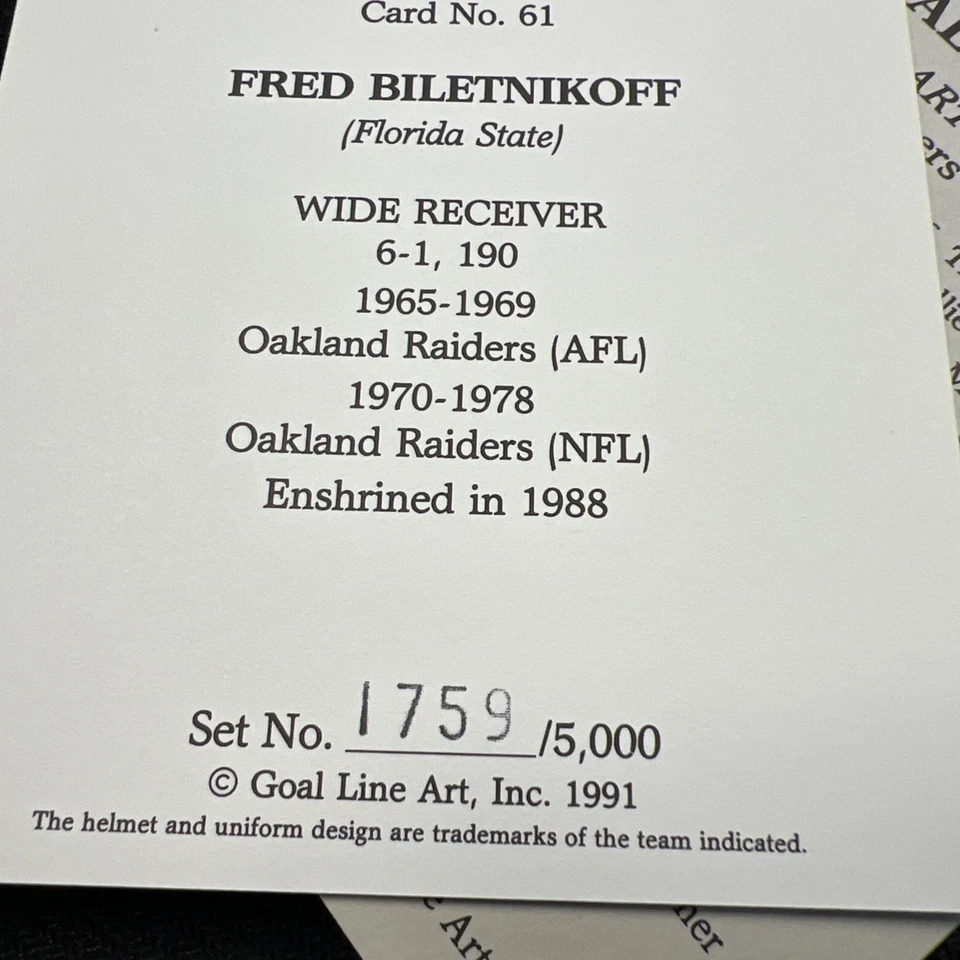 Card No. 61
FRED BILETNIKOFF
(Florida State)
WIDE RECEIVER
6-1, 190
1965-1969
Oakland Raiders (AFL)
1970-1978
Oakland Raiders (NFL)
Enshrined in 1988
Set No. 1759 /5,000
© Goal Line Art, Inc. 1991
The helmet and uniform design are trademarks of the team indicated.